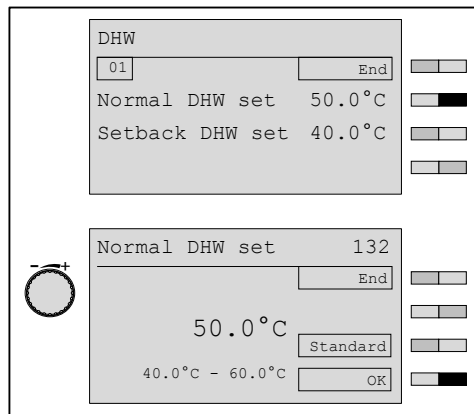 DHW
01 End
Normal DHW set 50.0°C
Setback DHW set 40.0°C
Normal DHW set 132
End
- +
50.0°C
Standard
40.0°C - 60.0°C OK